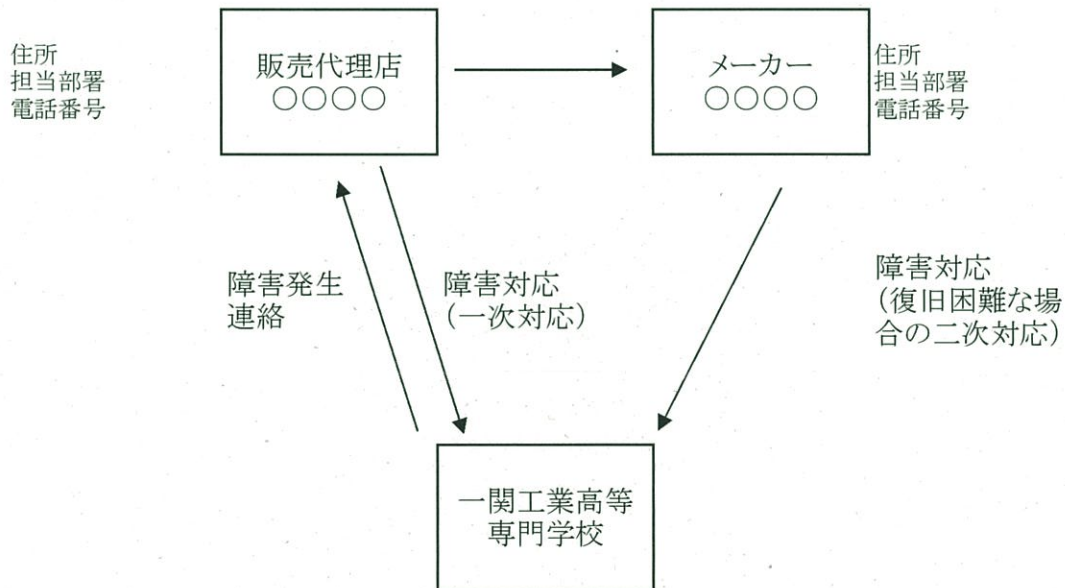 住所
担当部署
電話番号
販売代理店
○○○○
メーカー
○○○○
住所
担当部署
電話番号
障害発生
連絡
障害対応
(一次対応)
障害対応
(復旧困難な場
合の二次対応)
一関工業高等
専門学校